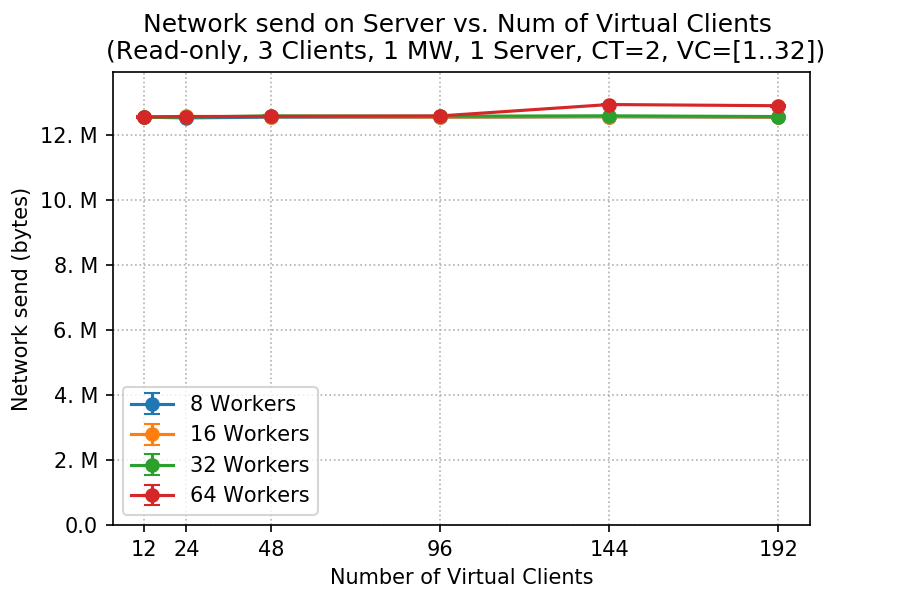 Network send on Server vs. Num of Virtual Clients
(Read-only, 3 Clients, 1 MW, 1 Server, CT=2, VC=[1..32])
Network send (bytes)
12. M
10. M
8. M
6. M
4. M
2. M
0.0
8 Workers
16 Workers
32 Workers
64 Workers
12 24 48 96 144 192
Number of Virtual Clients